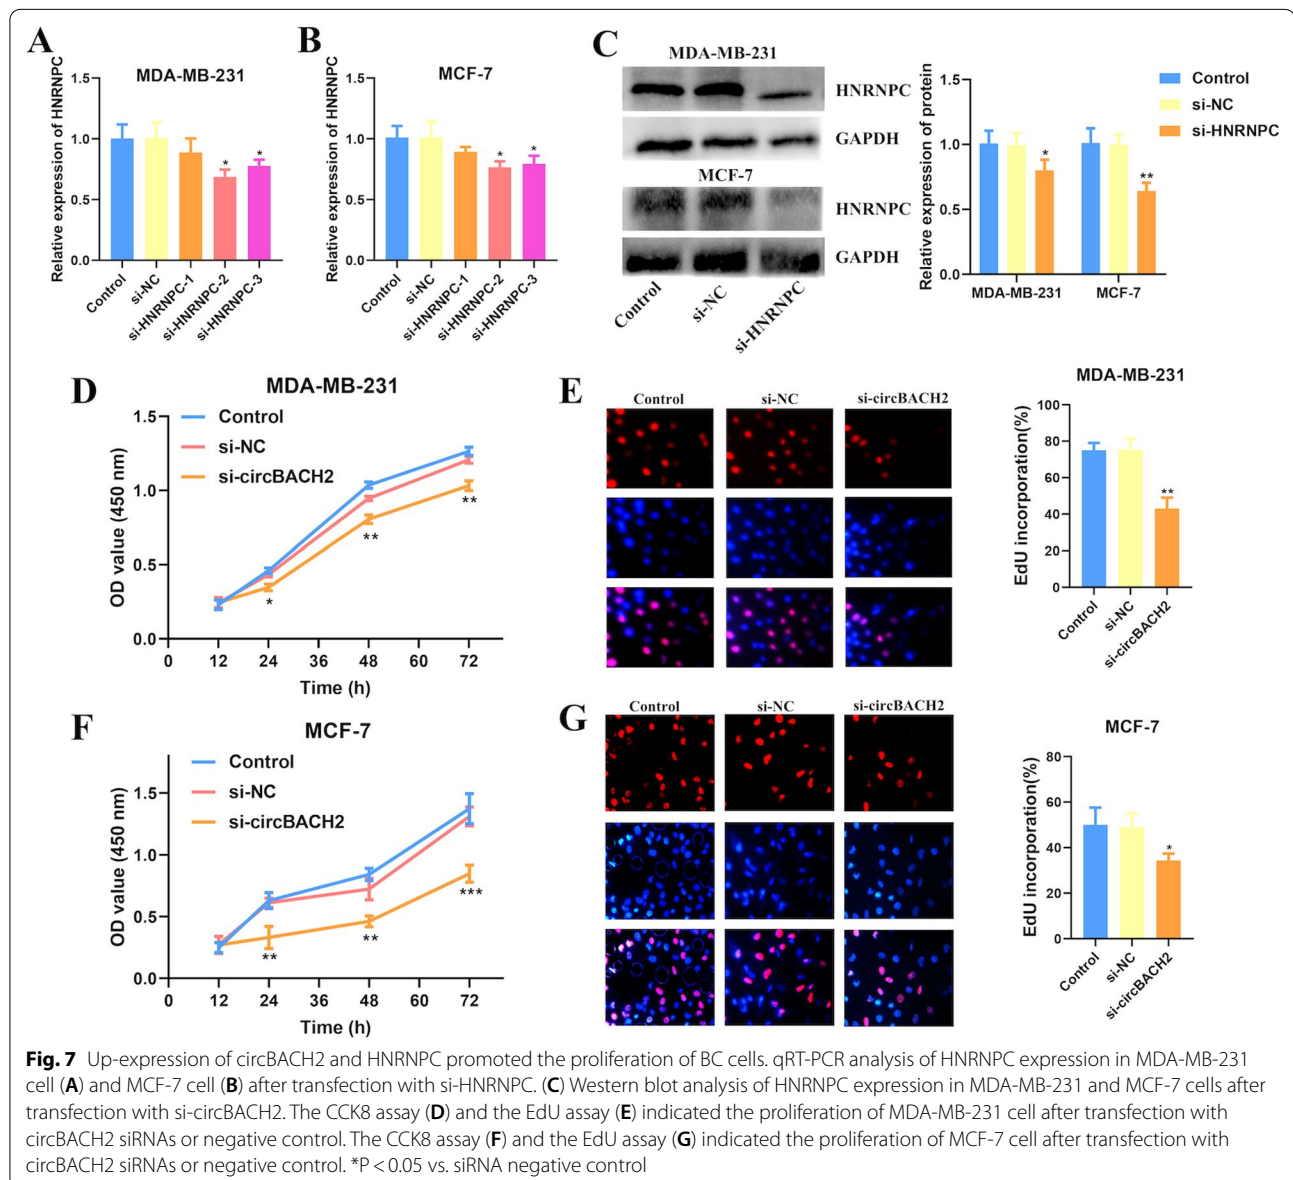 A
MDA-MB-231
Relative expression of HNRNPC
1.5
1.0
0.5
0.0
*
*
Control
si-NC
si-HNRNPC-1
si-HNRNPC-2
si-HNRNPC-3
B
MCF-7
Relative expression of HNRNPC
1.5
1.0
0.5
0.0
*
*
Control
si-NC
si-HNRNPC-1
si-HNRNPC-2
si-HNRNPC-3
C
MDA-MB-231
HNRNPC
GAPDH
MCF-7
HNRNPC
GAPDH
Control
si-NC
si-HNRNPC
Relative expression of protein
1.5
1.0
0.5
0.0
*
**
MDA-MB-231
MCF-7
Control
si-NC
si-HNRNPC
D
MDA-MB-231
Control
si-NC
si-circBACH2
OD value (450 nm)
1.5
1.0
0.5
0.0
*
**
**
0 12 24 36 48 60 72
Time (h)
E
Control si-NC si-circBACH2
MDA-MB-231
EdU incorporation(%)
100
80
60
40
20
0
**
Control
si-NC
si-circBACH2
F
MCF-7
Control
si-NC
si-circBACH2
OD value (450 nm)
1.5
1.0
0.5
0.0
**
**
***
0 12 24 36 48 60 72
Time (h)
G
Control si-NC si-circBACH2
MCF-7
EdU incorporation(%)
80
60
40
20
0
*
Control
si-NC
si-circBACH2
Fig. 7 Up-expression of circBACH2 and HNRNPC promoted the proliferation of BC cells. qRT-PCR analysis of HNRNPC expression in MDA-MB-231
cell (A) and MCF-7 cell (B) after transfection with si-HNRNPC. (C) Western blot analysis of HNRNPC expression in MDA-MB-231 and MCF-7 cells after
transfection with si-circBACH2. The CCK8 assay (D) and the EdU assay (E) indicated the proliferation of MDA-MB-231 cell after transfection with
circBACH2 siRNAs or negative control. The CCK8 assay (F) and the EdU assay (G) indicated the proliferation of MCF-7 cell after transfection with
circBACH2 siRNAs or negative control. *P < 0.05 vs. siRNA negative control